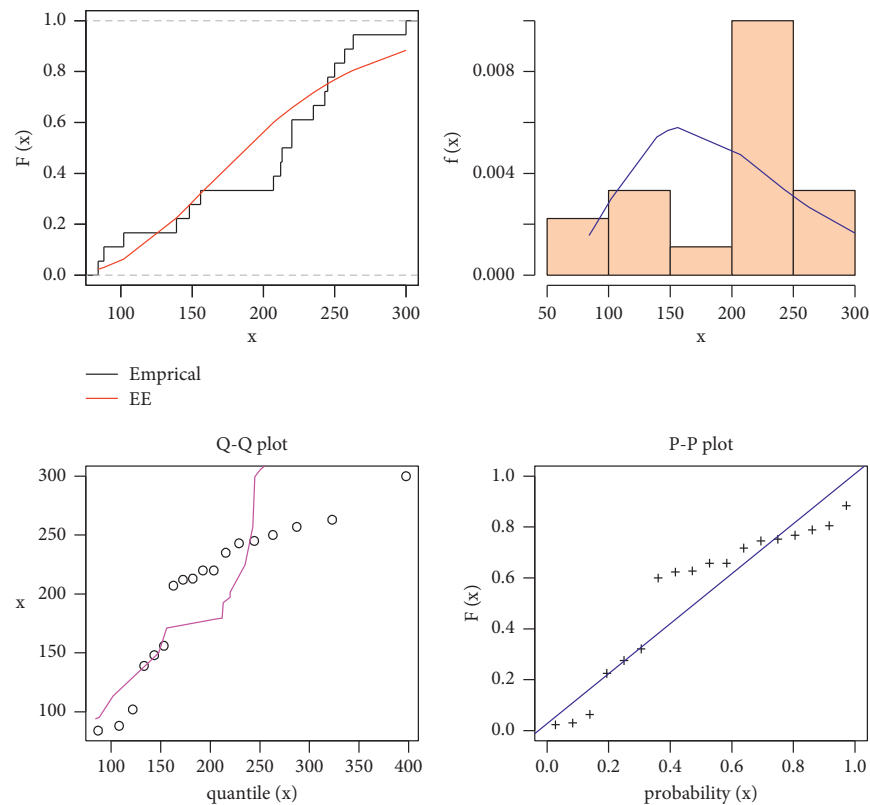 1.0
0.8
0.6
0.4
0.2
0.0
F (x)
100 150 200 250 300
x
Emprical
EE
0.008
0.004
0.000
f (x)
50 100 150 200 250 300
x
Q-Q plot
300
250
200
150
100
x
100 150 200 250 300 350 400
quantile (x)
P-P plot
1.0
0.8
0.6
0.4
0.2
0.0
F (x)
0.0 0.2 0.4 0.6 0.8 1.0
probability (x)